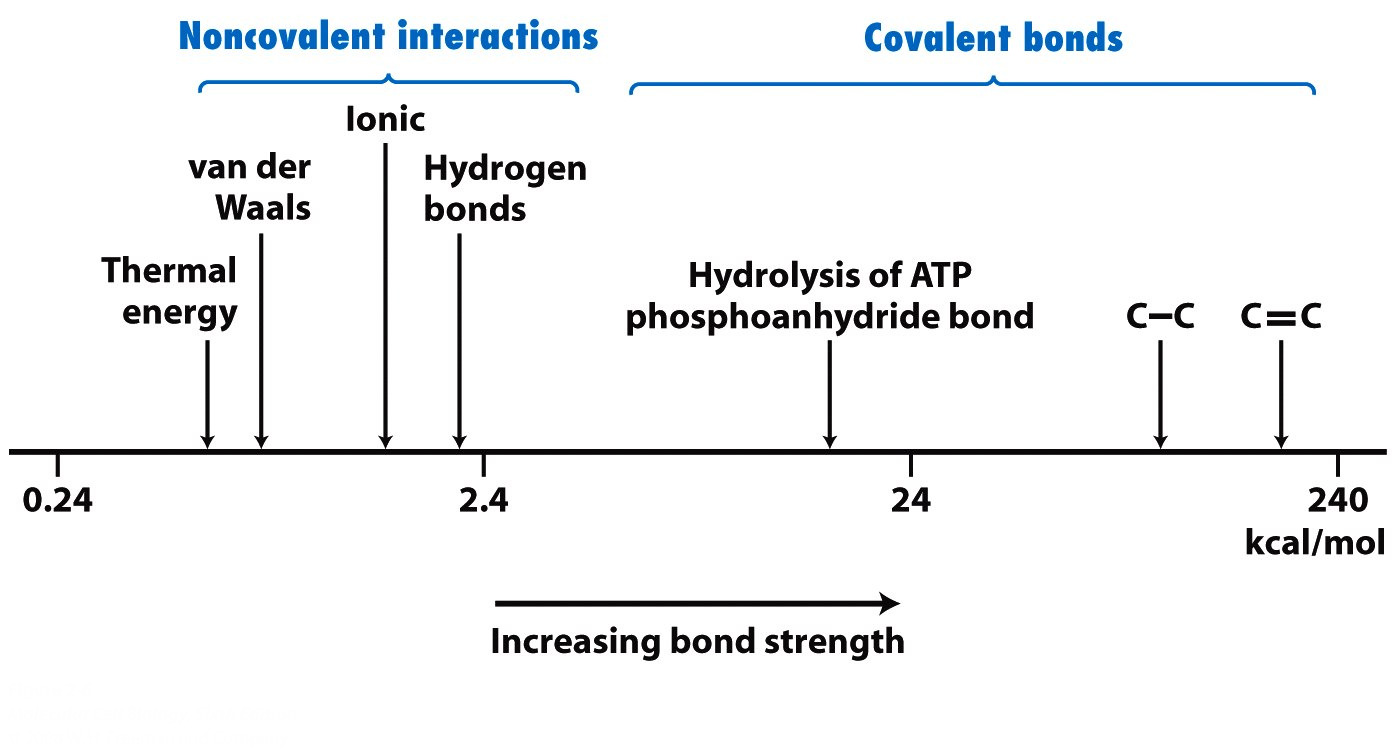 Noncovalent interactions
Covalent bonds
Ionic
van der
Waals
Hydrogen
bonds
Thermal
energy
Hydrolysis of ATP
phosphoanhydride bond
C–C
C=C
0.24
2.4
24
240
kcal/mol
Increasing bond strength